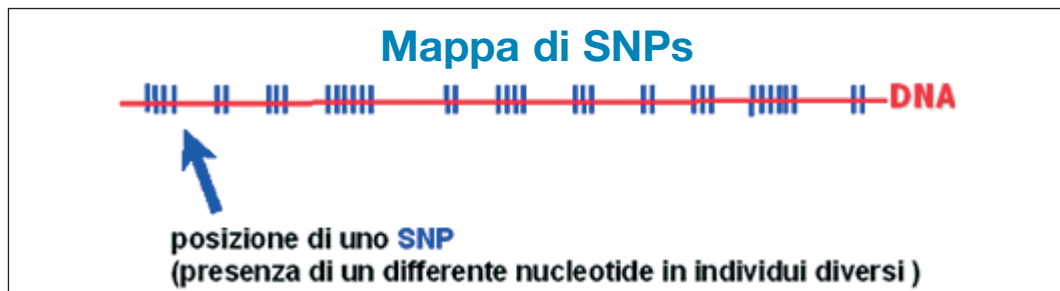 Mappa di SNPs
DNA
posizione di uno SNP
(presenza di un differente nucleotide in individui diversi )